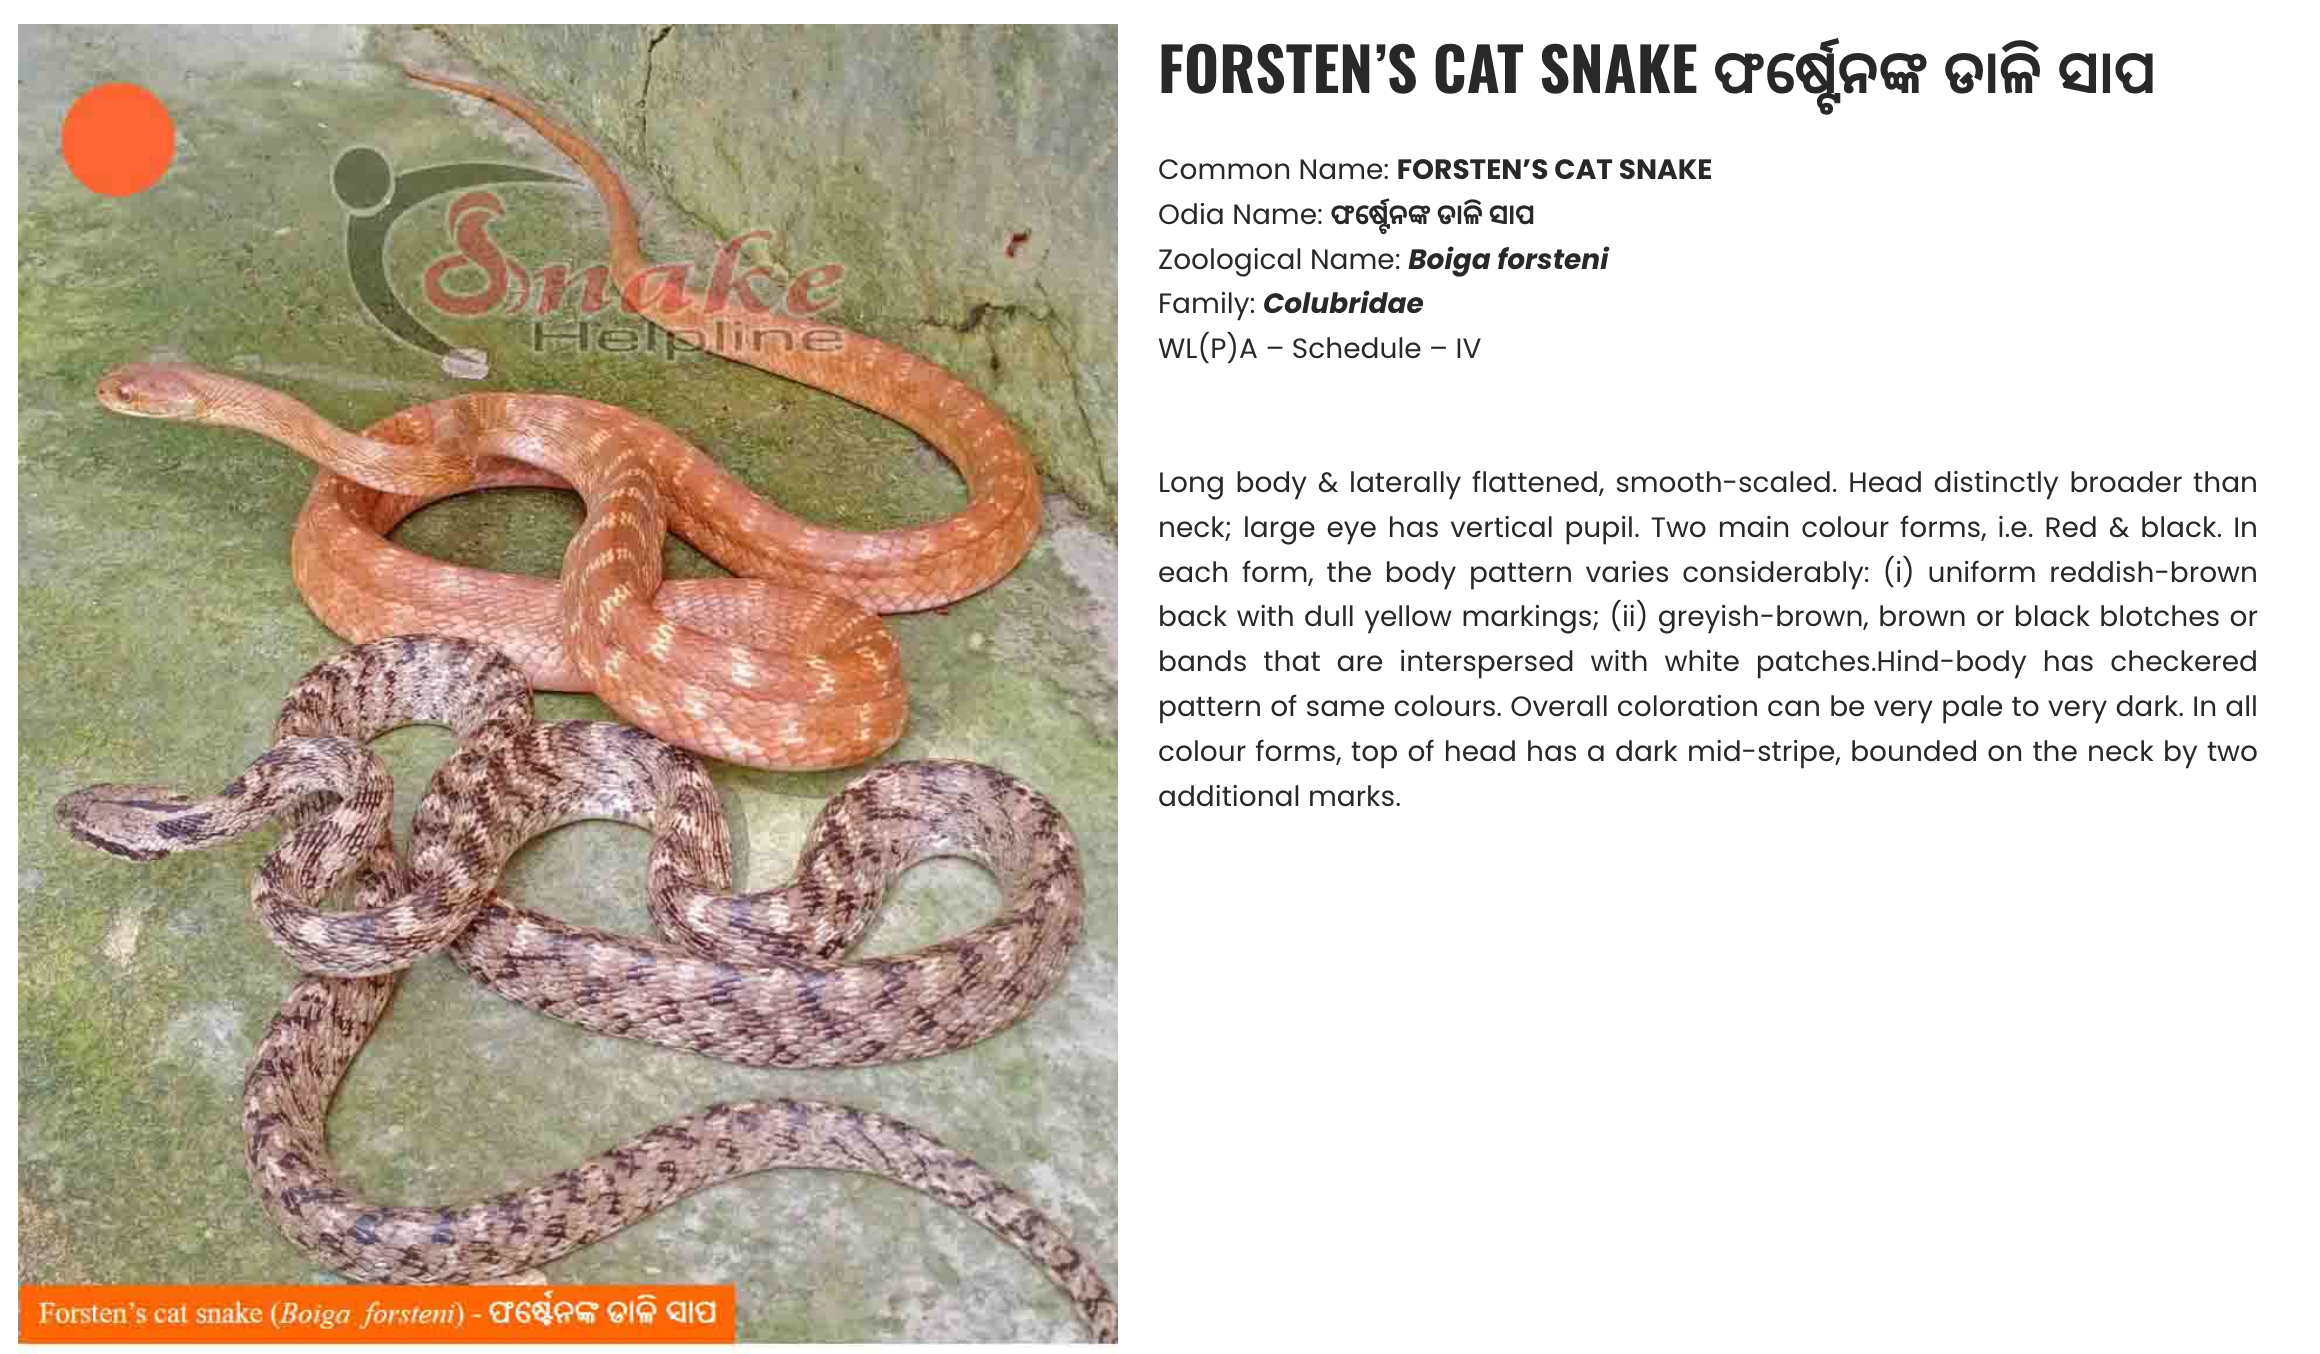 Snake
Helpline
Forsten’s cat snake (Boiga forsteni) - ଫର୍ଷ୍ଟେନଙ୍କ ଡାଳି ସାପ
FORSTEN’S CAT SNAKE ଫର୍ଷ୍ଟେନଙ୍କ ଡାଳି ସାପ
Common Name: FORSTEN’S CAT SNAKE
Odia Name: ଫର୍ଷ୍ଟେନଙ୍କ ଡାଳି ସାପ
Zoological Name: Boiga forsteni
Family: Colubridae
WL(P)A – Schedule – IV
Long body & laterally flattened, smooth-scaled. Head distinctly broader than
neck; large eye has vertical pupil. Two main colour forms, i.e. Red & black. In
each form, the body pattern varies considerably: (i) uniform reddish-brown
back with dull yellow markings; (ii) greyish-brown, brown or black blotches or
bands that are interspersed with white patches.Hind-body has checkered
pattern of same colours. Overall coloration can be very pale to very dark. In all
colour forms, top of head has a dark mid-stripe, bounded on the neck by two
additional marks.